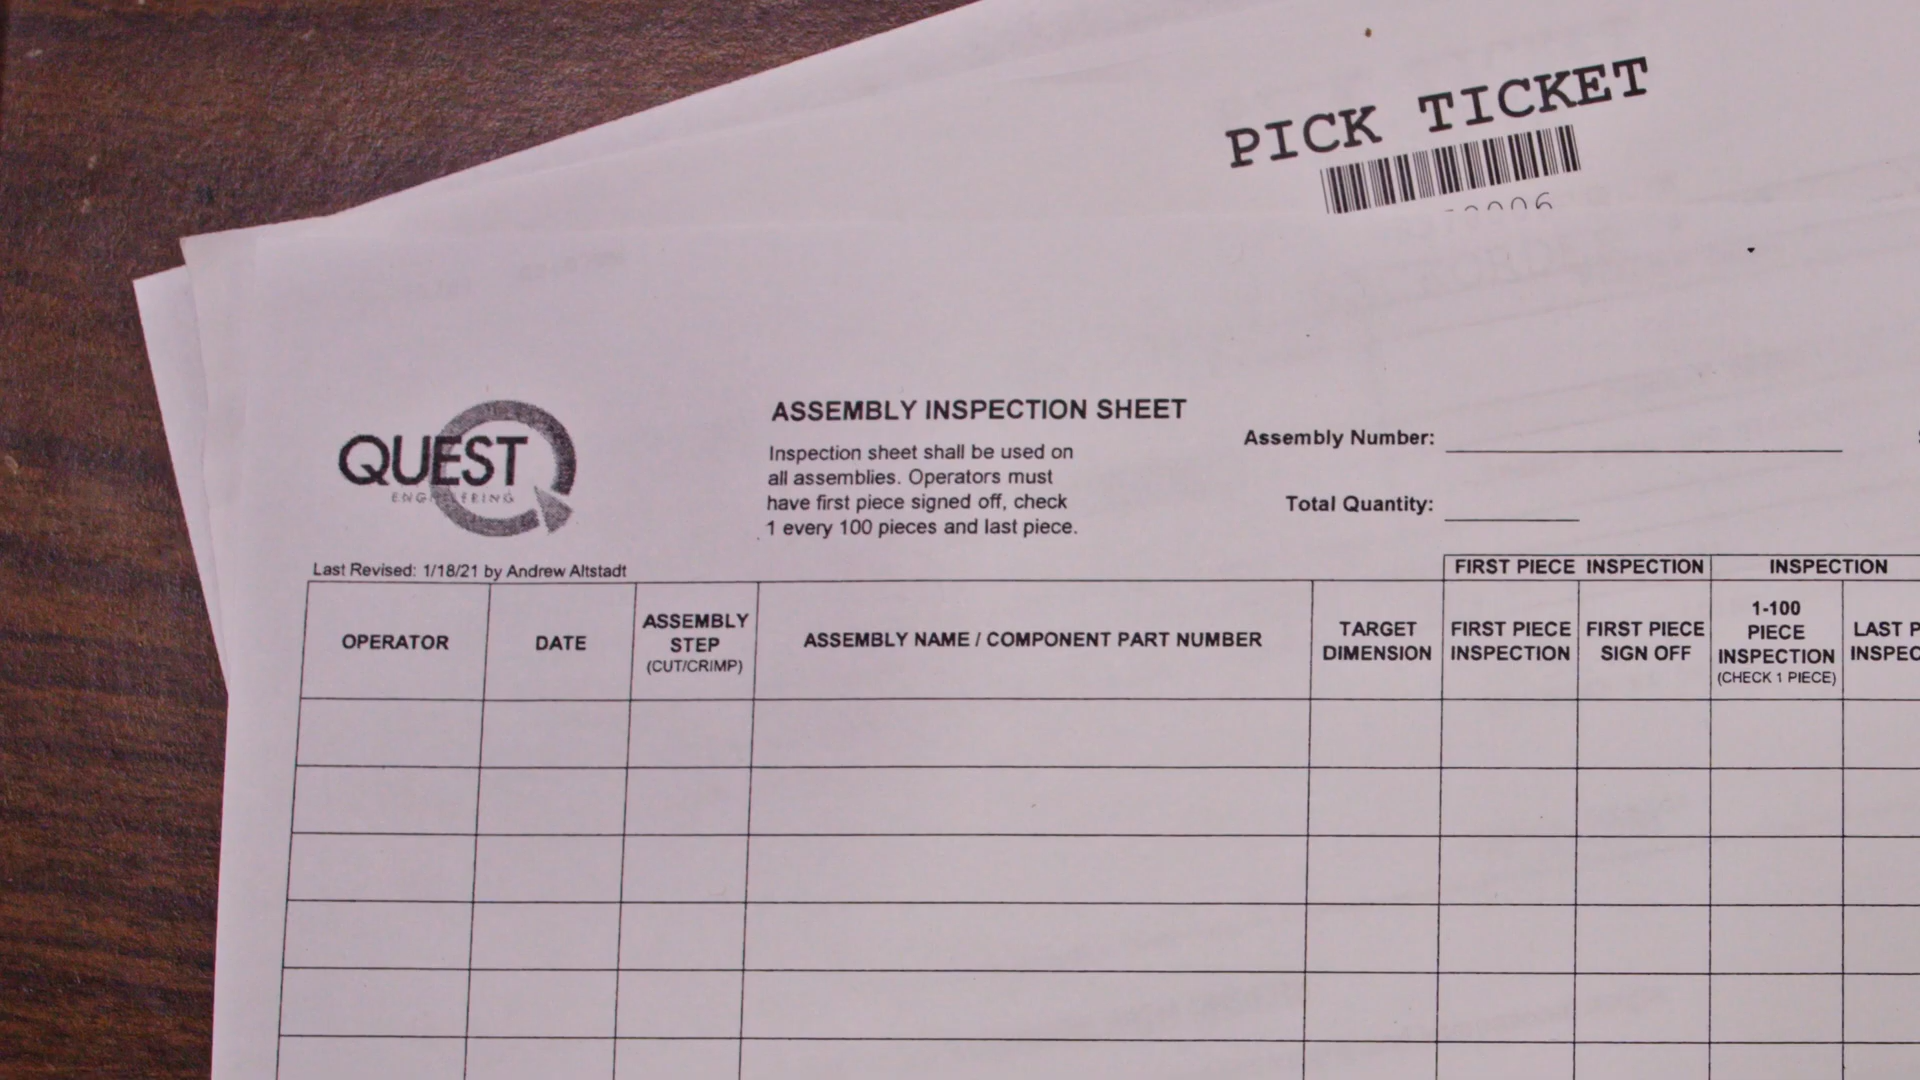 PICK TICKET
QUEST
ENGINEERING
ASSEMBLY INSPECTION SHEET
Inspection sheet shall be used on
all assemblies. Operators must
have first piece signed off, check
1 every 100 pieces and last piece.
Assembly Number:
Total Quantity:
Last Revised: 1/18/21 by Andrew Altstadt
FIRST PIECE INSPECTION
INSPECTION
OPERATOR
DATE
ASSEMBLY
STEP
(CUT/CRIMP)
ASSEMBLY NAME / COMPONENT PART NUMBER
TARGET
DIMENSION
FIRST PIECE
INSPECTION
FIRST PIECE
SIGN OFF
1-100
PIECE
INSPECTION
(CHECK 1 PIECE)
LAST P
INSPEC